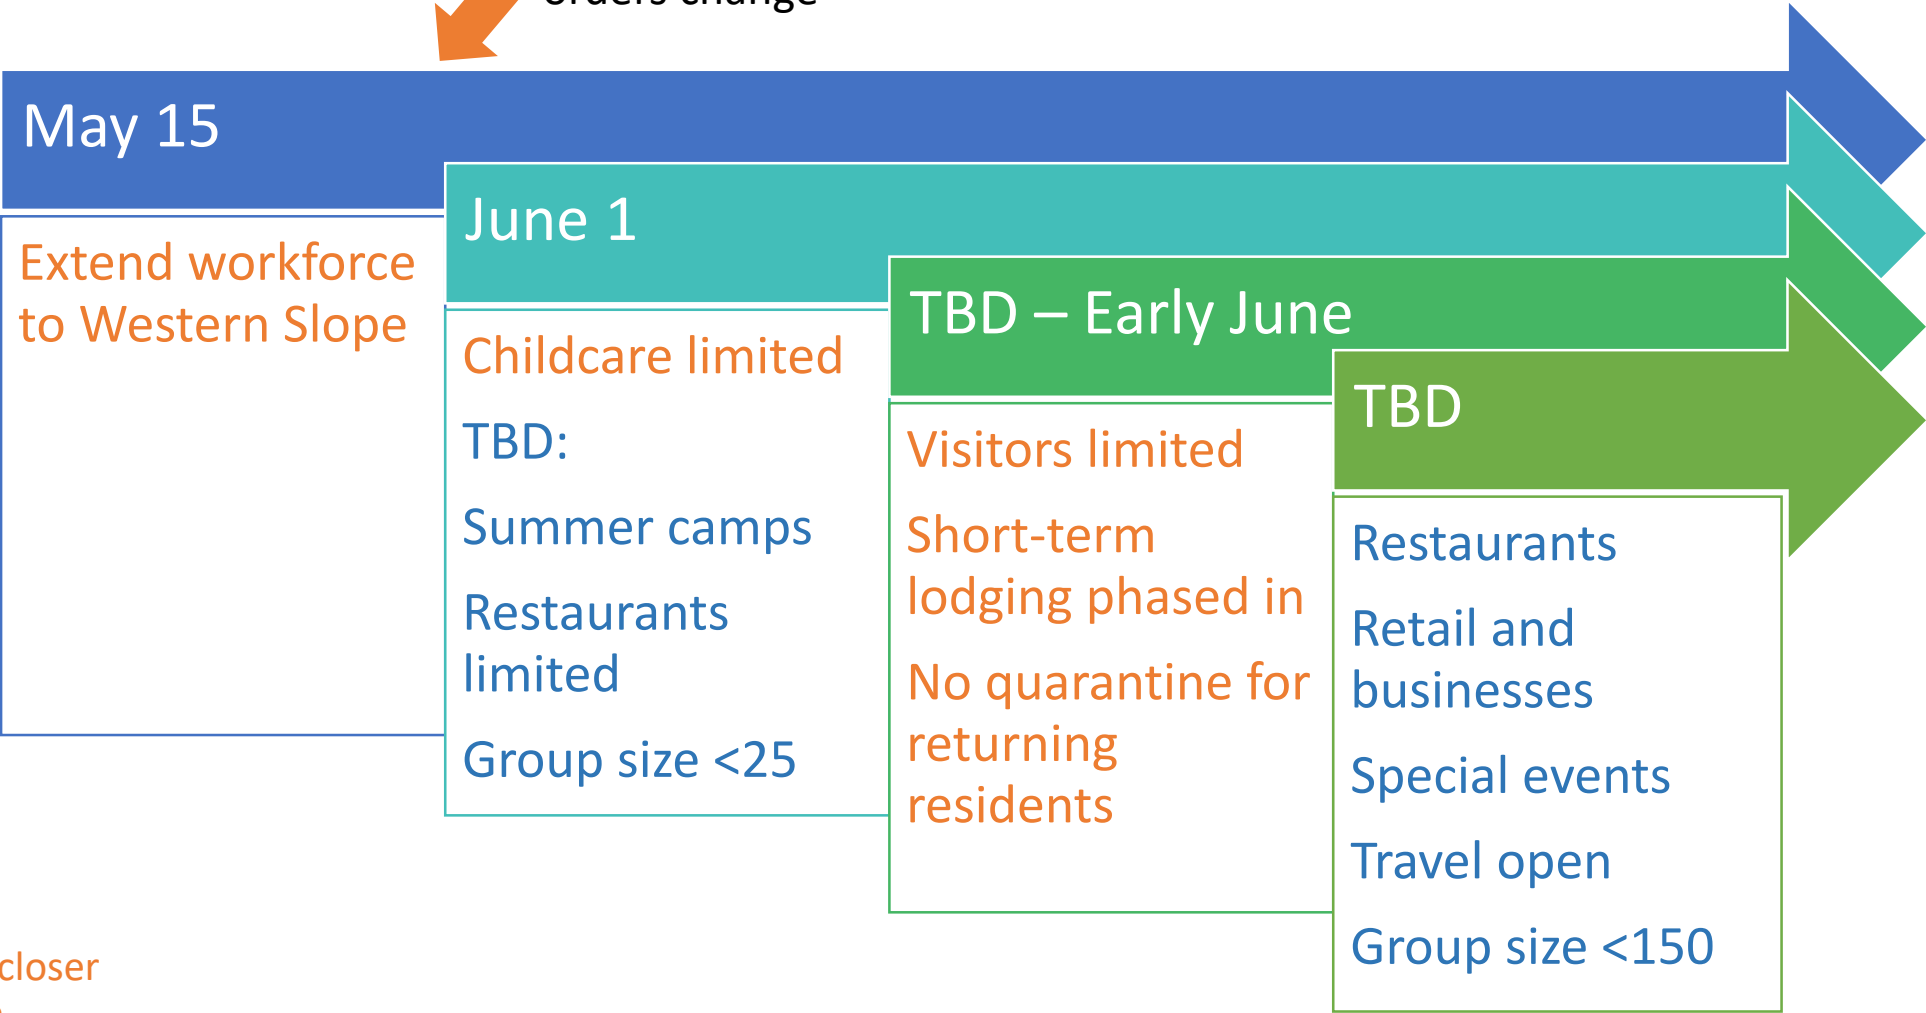 orders change
May 15
Extend workforce
to Western Slope
June 1
Childcare limited
TBD:
Summer camps
Restaurants
limited
Group size <25
TBD – Early June
Visitors limited
Short-term
lodging phased in
No quarantine for
returning
residents
TBD
Restaurants
Retail and
businesses
Special events
Travel open
Group size <150
closer